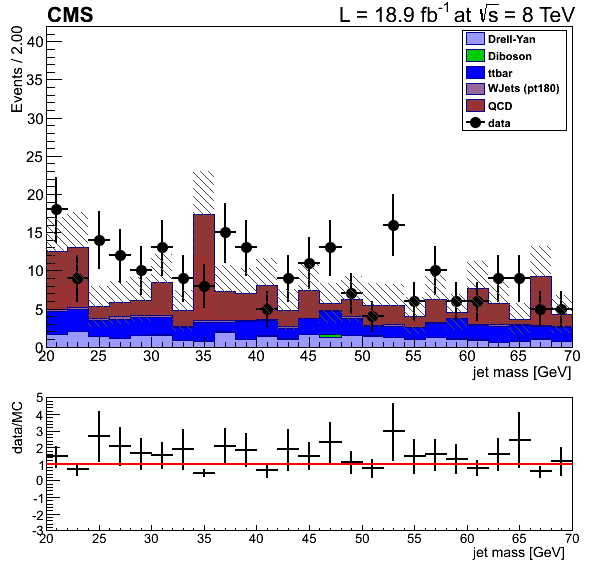 CMS
L = 18.9 fb⁻¹ at √s = 8 TeV
Events / 2.00
40
35
30
25
20
15
10
5
0
Drell-Yan
Diboson
ttbar
WJets (pt180)
QCD
data
20 25 30 35 40 45 50 55 60 65 70
jet mass [GeV]
data/MC
5
4
3
2
1
0
-1
-2
-3
20 25 30 35 40 45 50 55 60 65 70
jet mass [GeV]